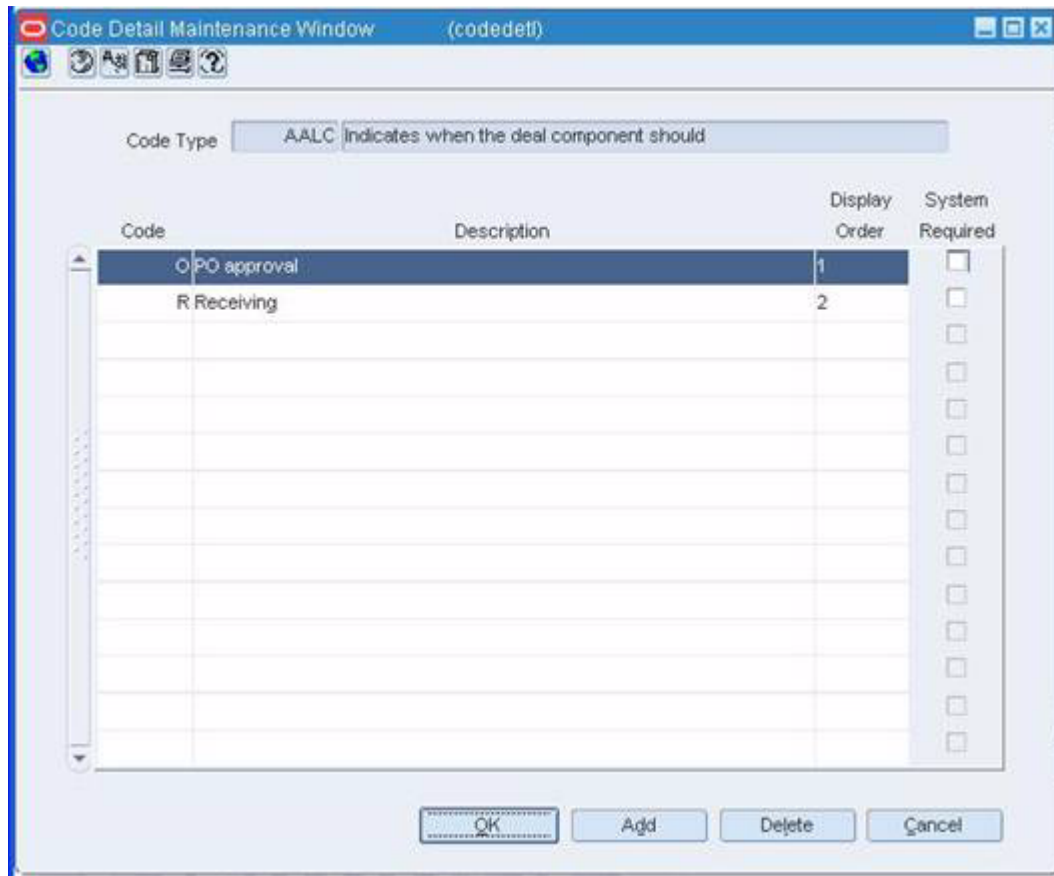 Code Detail Maintenance Window (codedetl)
Code Type AALC Indicates when the deal component should
Display System
Code Description Order Required
O PO approval 1
R Receiving 2
OK Add Delete Cancel